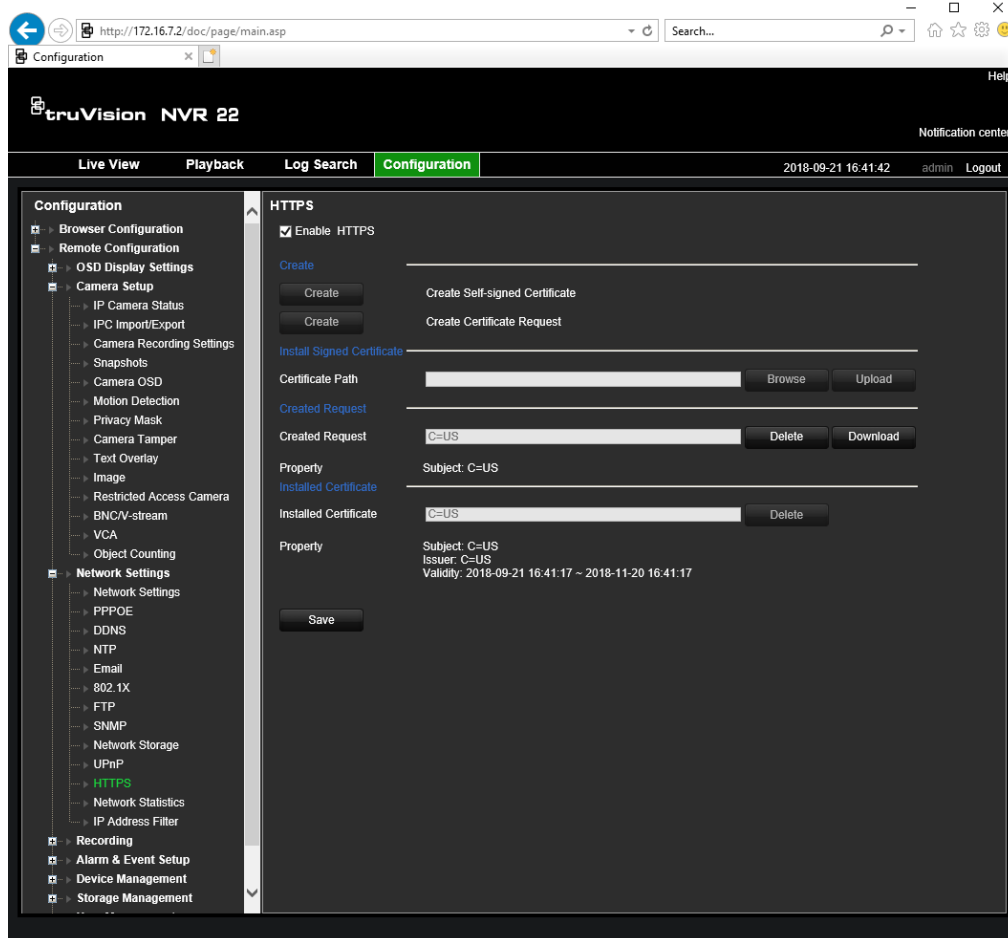 http://172.16.7.2/doc/page/main.asp
Search...
Configuration
Help
truVision NVR 22
Notification center
Live View Playback Log Search Configuration 2018-09-21 16:41:42 admin Logout
Configuration
Browser Configuration
Remote Configuration
OSD Display Settings
Camera Setup
IP Camera Status
IPC Import/Export
Camera Recording Settings
Snapshots
Camera OSD
Motion Detection
Privacy Mask
Camera Tamper
Text Overlay
Image
Restricted Access Camera
BNC/V-stream
VCA
Object Counting
Network Settings
Network Settings
PPPOE
DDNS
NTP
Email
802.1X
FTP
SNMP
Network Storage
UPnP
HTTPS
Network Statistics
IP Address Filter
Recording
Alarm & Event Setup
Device Management
Storage Management
HTTPS
Enable HTTPS
Create
Create Create Self-signed Certificate
Create Create Certificate Request
Install Signed Certificate
Certificate Path Browse Upload
Created Request
Created Request C=US Delete Download
Property Subject: C=US
Installed Certificate
Installed Certificate C=US Delete
Property Subject: C=US
Issuer: C=US
Validity: 2018-09-21 16:41:17 ~ 2018-11-20 16:41:17
Save